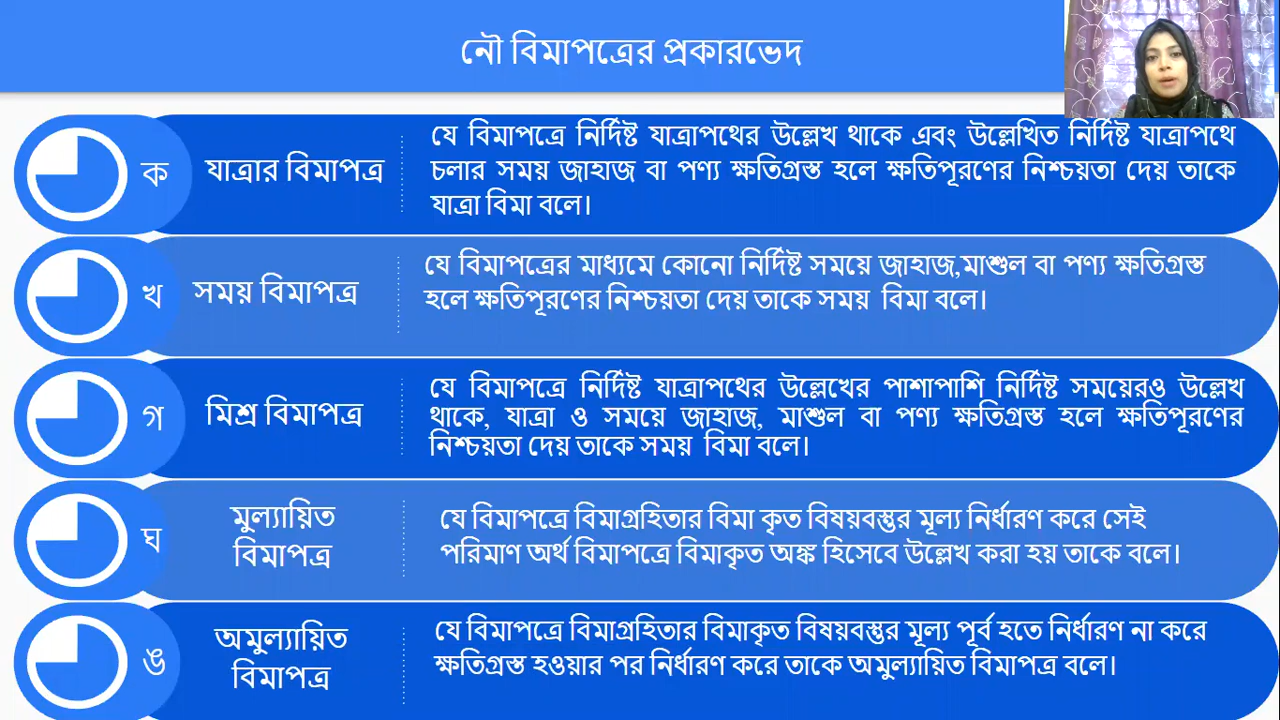 নৌ বিমাপত্রের প্রকারভেদ
ক
যাত্রার বিমাপত্র
যে বিমাপত্রে নির্দিষ্ট যাত্রাপথের উল্লেখ থাকে এবং উল্লেখিত নির্দিষ্ট যাত্রাপথে
চলার সময় জাহাজ বা পণ্য ক্ষতিগ্রস্ত হলে ক্ষতিপূরণের নিশ্চয়তা দেয় তাকে
যাত্রা বিমা বলে।
খ
সময় বিমাপত্র
যে বিমাপত্রের মাধ্যমে কোনো নির্দিষ্ট সময়ে জাহাজ,মাশুল বা পণ্য ক্ষতিগ্রস্ত
হলে ক্ষতিপূরণের নিশ্চয়তা দেয় তাকে সময় বিমা বলে।
গ
মিশ্র বিমাপত্র
যে বিমাপত্রে নির্দিষ্ট যাত্রাপথের উল্লেখের পাশাপাশি নির্দিষ্ট সময়েরও উল্লেখ
থাকে, যাত্রা ও সময়ে জাহাজ, মাশুল বা পণ্য ক্ষতিগ্রস্ত হলে ক্ষতিপূরণের
নিশ্চয়তা দেয় তাকে সময় বিমা বলে।
ঘ
মুল্যায়িত
বিমাপত্র
যে বিমাপত্রে বিমাগ্রহিতার বিমা কৃত বিষয়বস্তুর মূল্য নির্ধারণ করে সেই
পরিমাণ অর্থ বিমাপত্রে বিমাকৃত অঙ্ক হিসেবে উল্লেখ করা হয় তাকে বলে।
ঙ
অমুল্যায়িত
বিমাপত্র
যে বিমাপত্রে বিমাগ্রহিতার বিমাকৃত বিষয়বস্তুর মূল্য পূর্ব হতে নির্ধারণ না করে
ক্ষতিগ্রস্ত হওয়ার পর নির্ধারণ করে তাকে অমুল্যায়িত বিমাপত্র বলে।